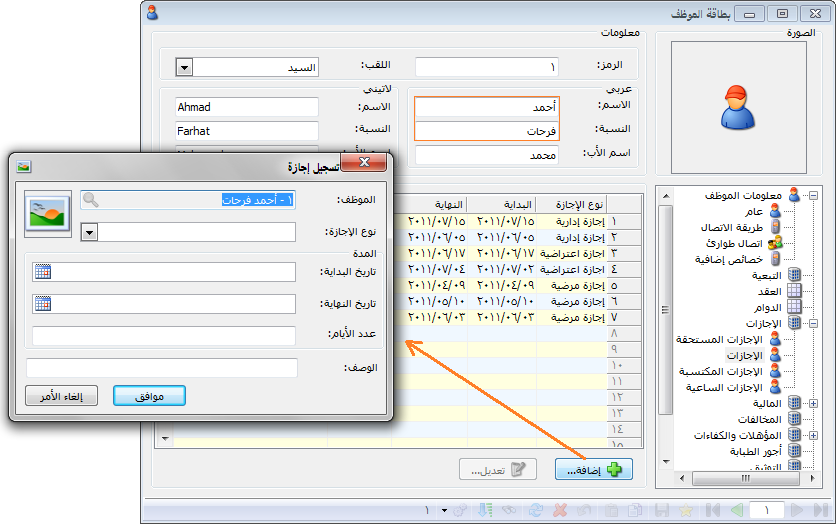 بطاقة الموظف
الصورة
معلومات
الرمز: ١
اللقب: السيد
عربي
الاسم: أحمد
النسبة: فرحات
اسم الأب: محمد
لاتيني
الاسم: Ahmad
النسبة: Farhat
معلومات الموظف
عام
طريقة الاتصال
اتصال طوارئ
خصائص إضافية
التبعية
العقد
الدوام
الإجازات
الإجازات المستحقة
الإجازات
الإجازات المكتسبة
الإجازات الساعية
المالية
المخالفات
المؤهلات والكفاءات
أجور الطبابة
التوثيق
نوع الإجازة البداية النهاية
١ إجازة إدارية ٢٠١١/٠٧/١٥ ٢٠١١/٠٧/١٥
٢ إجازة إدارية ٢٠١١/٠٦/٠٥ ٢٠١١/٠٦/٠٥
٣ اجازة اعتراضية ٢٠١١/٠٦/١٧ ٢٠١١/٠٦/١٧
٤ اجازة اعتراضية ٢٠١١/٠٧/٠٢ ٢٠١١/٠٧/٠٤
٥ إجازة مرضية ٢٠١١/٠٤/٠٩ ٢٠١١/٠٤/٠٩
٦ إجازة مرضية ٢٠١١/٠٥/١٠ ٢٠١١/٠٥/١٠
٧ إجازة مرضية ٢٠١١/٠٦/٠٣ ٢٠١١/٠٦/٠٣
٨
٩
١٠
١١
١٢
١٣
١٤
١٥
إضافة...
تعديل...
١
١
تسجيل إجازة
الموظف: ١ - أحمد فرحات
نوع الإجازة:
المدة
تاريخ البداية:
تاريخ النهاية:
عدد الأيام:
الوصف:
موافق
إلغاء الأمر